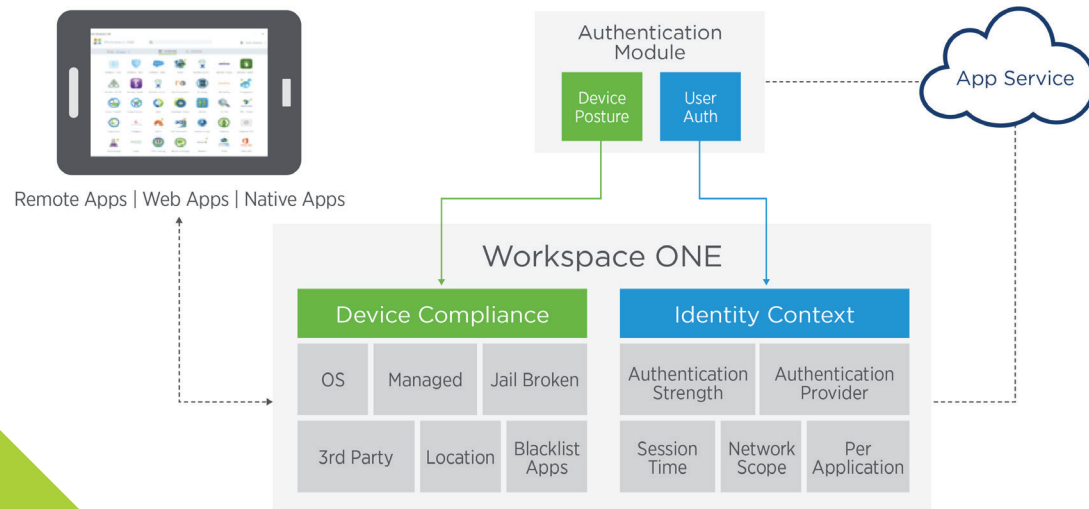 Authentication
Module
Device
Posture
User
Auth
App Service
Remote Apps | Web Apps | Native Apps
Workspace ONE
Device Compliance
Identity Context
OS
Managed
Jail Broken
Authentication
Strength
Authentication
Provider
3rd Party
Location
Blacklist
Apps
Session
Time
Network
Scope
Per
Application